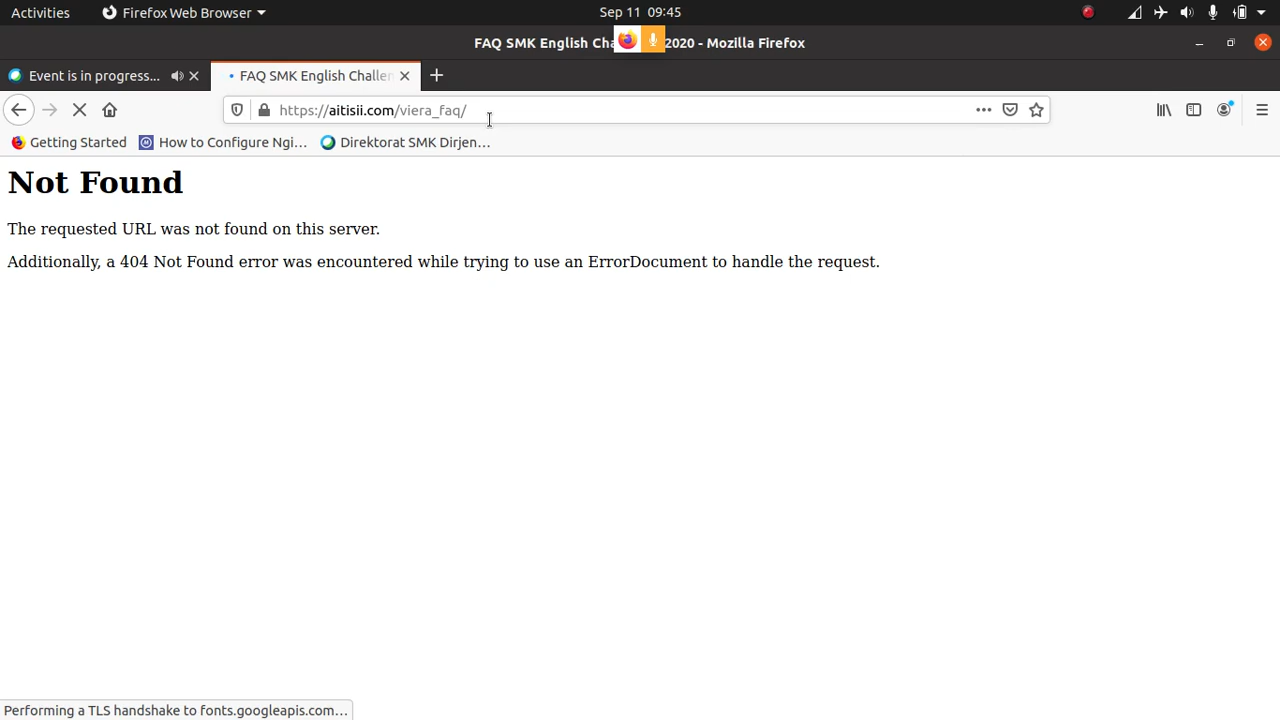 Activities Firefox Web Browser Sep 11 09:45
FAQ SMK English Cha 2020 - Mozilla Firefox
Event is in progress... FAQ SMK English Challen
https://aitisii.com/viera_faq/
Getting Started How to Configure Ngi... Direktorat SMK Dirjen...
Not Found
The requested URL was not found on this server.
Additionally, a 404 Not Found error was encountered while trying to use an ErrorDocument to handle the request.
Performing a TLS handshake to fonts.googleapis.com...